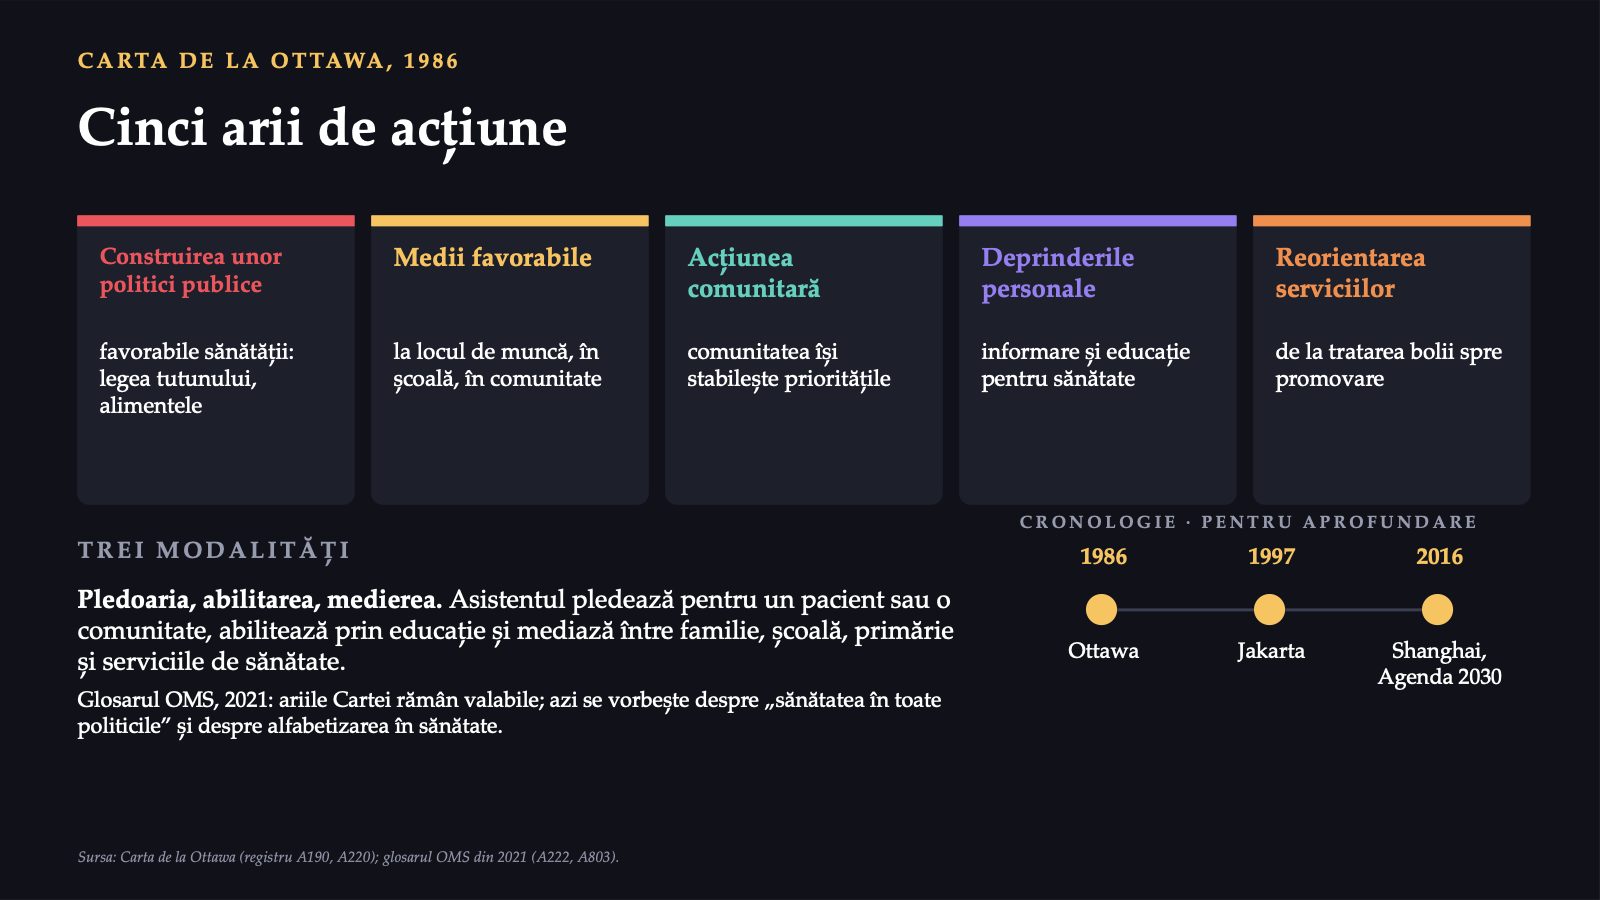 CARTA DE LA OTTAWA, 1986
Cinci arii de acțiune
Construirea unor
politici publice
favorabile sănătății:
legea tutunului,
alimentele
Medii favorabile
la locul de muncă, în
școală, în comunitate
Acțiunea
comunitară
comunitatea își
stabilește prioritățile
Deprinderile
personale
informare și educație
pentru sănătate
Reorientarea
serviciilor
de la tratarea bolii spre
promovare
TREI MODALITĂȚI
Pledoaria, abilitarea, medierea. Asistentul pledează pentru un pacient sau o
comunitate, abilitează prin educație și mediază între familie, școală, primărie
și serviciile de sănătate.
Glosarul OMS, 2021: ariile Cartei rămân valabile; azi se vorbește despre „sănătatea în toate
politicile” și despre alfabetizarea în sănătate.
CRONOLOGIE · PENTRU APROFUNDARE
1986
1997
2016
Ottawa
Jakarta
Shanghai,
Agenda 2030
Sursa: Carta de la Ottawa (registru A190, A220); glosarul OMS din 2021 (A222, A803).